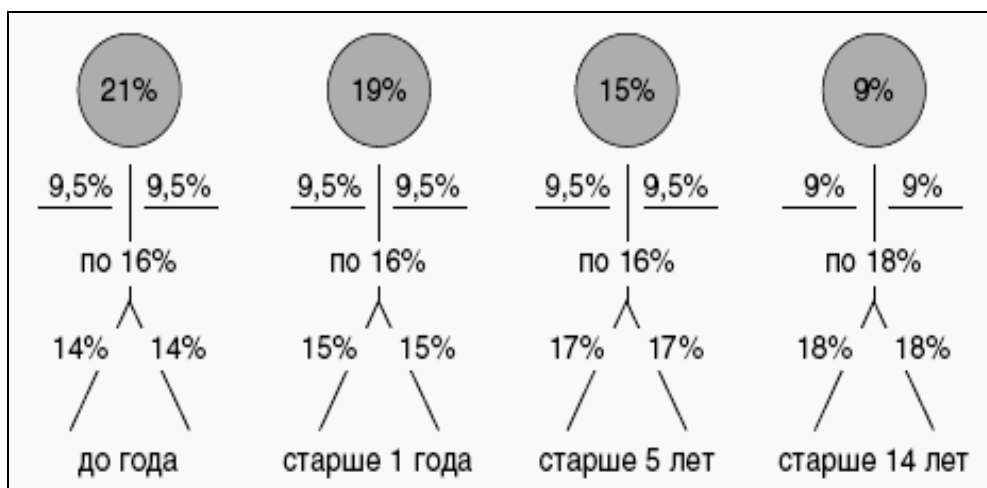 21% 19% 15% 9%
9,5% 9,5% 9,5% 9,5% 9,5% 9,5% 9% 9%
по 16% по 16% по 16% по 18%
14% 14% 15% 15% 17% 17% 18% 18%
до года старше 1 года старше 5 лет старше 14 лет